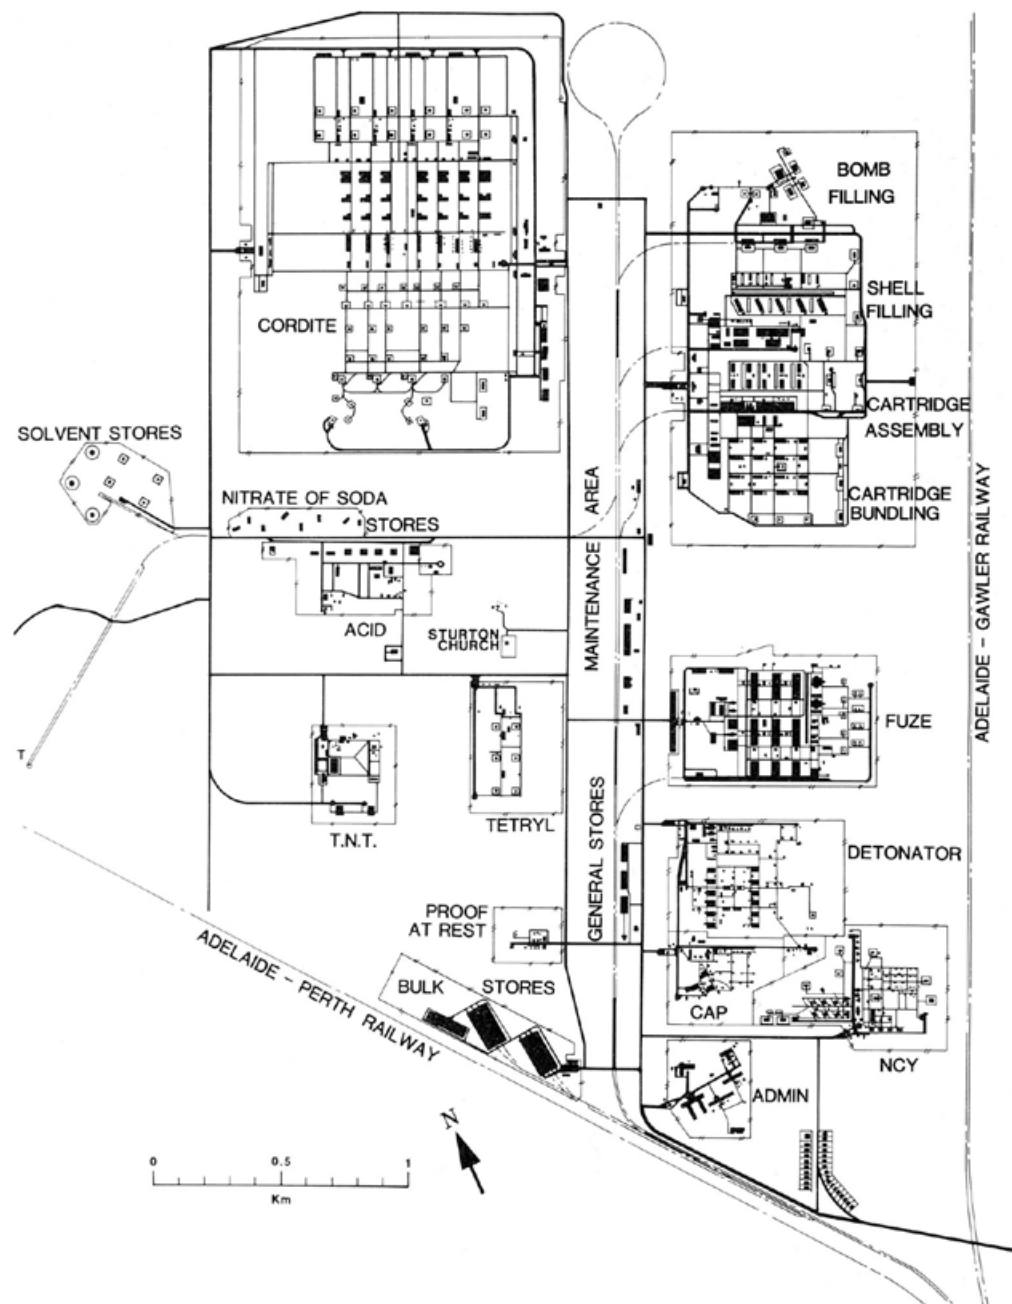 BOMB
FILLING
SHELL
FILLING
CORDITE
CARTRIDGE
ASSEMBLY
SOLVENT STORES
CARTRIDGE
BUNDLING
NITRATE OF SODA
STORES
ACID
STURTON
CHURCH
MAINTENANCE AREA
ADELAIDE - GAWLER RAILWAY
FUZE
T
T.N.T.
TETRYL
GENERAL STORES
DETONATOR
PROOF
AT REST
ADELAIDE - PERTH RAILWAY
BULK STORES
CAP
NCY
ADMIN
N
0 0.5 1
Km